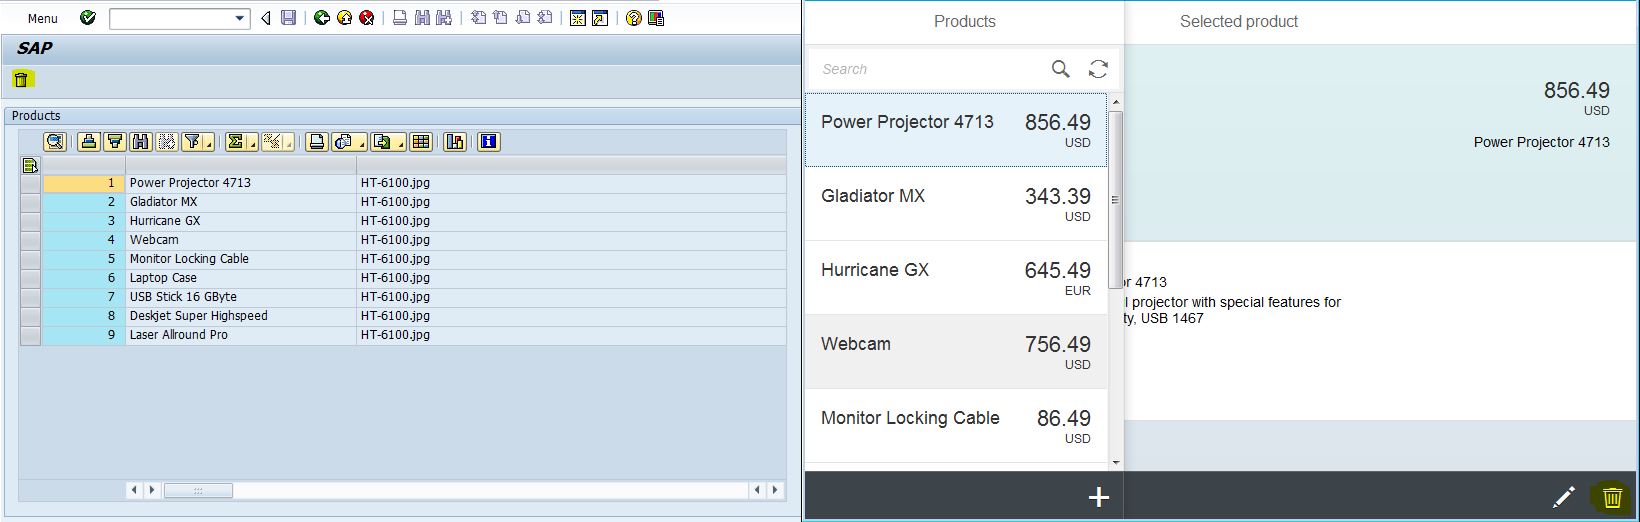 Menu
SAP
Products
1 Power Projector 4713 HT-6100.jpg
2 Gladiator MX HT-6100.jpg
3 Hurricane GX HT-6100.jpg
4 Webcam HT-6100.jpg
5 Monitor Locking Cable HT-6100.jpg
6 Laptop Case HT-6100.jpg
7 USB Stick 16 GByte HT-6100.jpg
8 Deskjet Super Highspeed HT-6100.jpg
9 Laser Allround Pro HT-6100.jpg
Products
Search
Power Projector 4713 856.49
USD
Gladiator MX 343.39
USD
Hurricane GX 645.49
EUR
Webcam 756.49
USD
Monitor Locking Cable 86.49
USD
Selected product
856.49
USD
Power Projector 4713
r 4713
l projector with special features for
ty, USB 1467